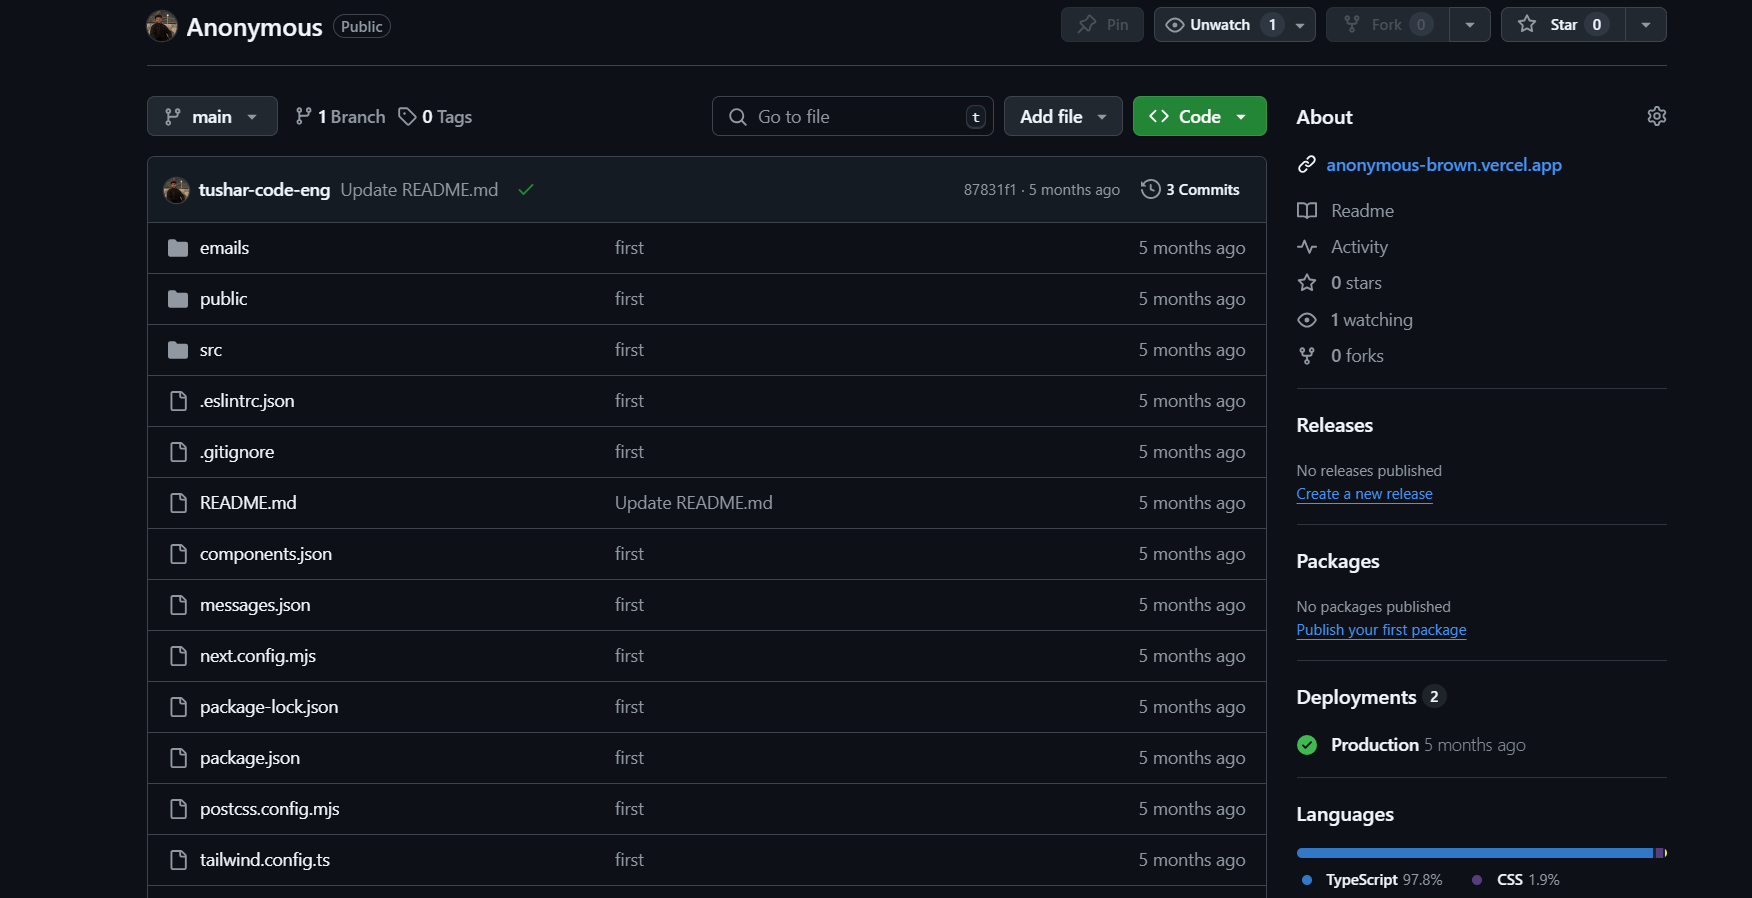 Anonymous Public
Pin Unwatch 1 Fork 0 Star 0
main 1 Branch 0 Tags Go to file t Add file Code
tushar-code-eng Update README.md 87831f1 · 5 months ago 3 Commits
emails first 5 months ago
public first 5 months ago
src first 5 months ago
.eslintrc.json first 5 months ago
.gitignore first 5 months ago
README.md Update README.md 5 months ago
components.json first 5 months ago
messages.json first 5 months ago
next.config.mjs first 5 months ago
package-lock.json first 5 months ago
package.json first 5 months ago
postcss.config.mjs first 5 months ago
tailwind.config.ts first 5 months ago
About
anonymous-brown.vercel.app
Readme
Activity
0 stars
1 watching
0 forks
Releases
No releases published
Create a new release
Packages
No packages published
Publish your first package
Deployments 2
Production 5 months ago
Languages
TypeScript 97.8% CSS 1.9%